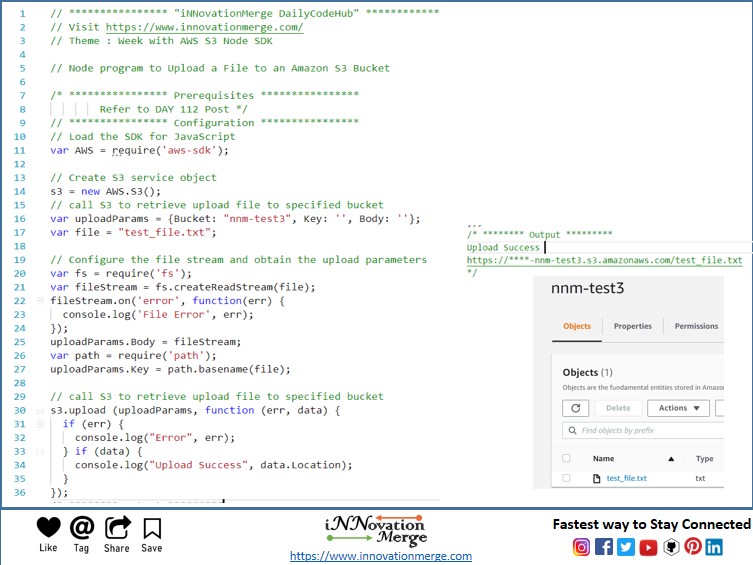 1 // **************** "iNNovationMerge DailyCodeHub" ************
2 // Visit https://www.innovationmerge.com/
3 // Theme : Week with AWS S3 Node SDK
4
5 // Node program to Upload a File to an Amazon S3 Bucket
6
7 /* **************** Prerequisites ****************
8 Refer to DAY 112 Post */
9 // **************** Configuration ****************
10 // Load the SDK for JavaScript
11 var AWS = require('aws-sdk');
12
13 // Create S3 service object
14 s3 = new AWS.S3();
15 // call S3 to retrieve upload file to specified bucket
16 var uploadParams = {Bucket: "nnm-test3", Key: '', Body: ''};
17 var file = "test_file.txt";
18
19 // Configure the file stream and obtain the upload parameters
20 var fs = require('fs');
21 var fileStream = fs.createReadStream(file);
22 fileStream.on('error', function(err) {
23 console.log('File Error', err);
24 });
25 uploadParams.Body = fileStream;
26 var path = require('path');
27 uploadParams.Key = path.basename(file);
28
29 // call S3 to retrieve upload file to specified bucket
30 s3.upload (uploadParams, function (err, data) {
31 if (err) {
32 console.log("Error", err);
33 } if (data) {
34 console.log("Upload Success", data.Location);
35 }
36 });
/* ******** Output *********
Upload Success
https://****-nnm-test3.s3.amazonaws.com/test_file.txt
*/
nnm-test3
Objects Properties Permissions
Objects (1)
Objects are the fundamental entities stored in Amazon
Delete Actions
Find objects by prefix
Name Type
test_file.txt txt
Like Tag Share Save
iNNovation
Merge
https://www.innovationmerge.com
Fastest way to Stay Connected